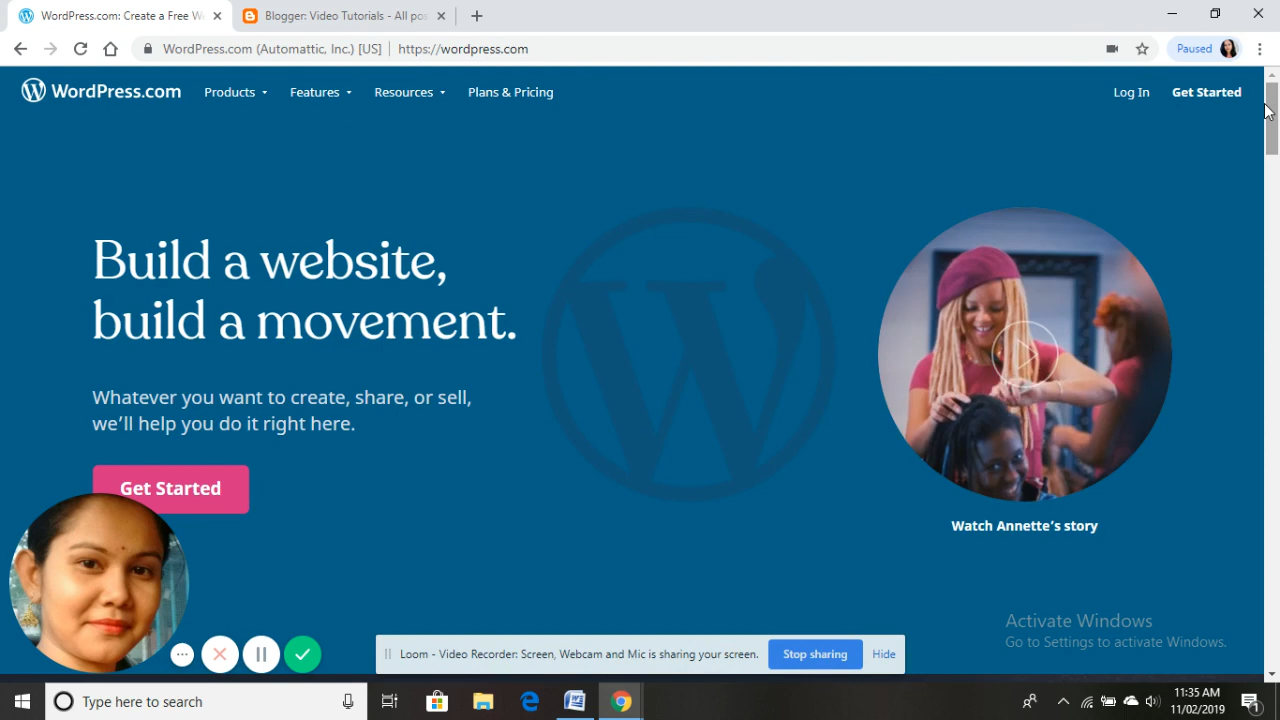 WordPress.com: Create a Free W
Blogger: Video Tutorials - All pos
WordPress.com (Automattic, Inc.) [US]
https://wordpress.com
Paused
WordPress.com
Products
Features
Resources
Plans & Pricing
Log In
Get Started
Build a website,
build a movement.
Whatever you want to create, share, or sell,
we'll help you do it right here.
Get Started
Watch Annette's story
Activate Windows
Go to Settings to activate Windows.
Loom - Video Recorder: Screen, Webcam and Mic is sharing your screen.
Stop sharing
Hide
Type here to search
11:35 AM
11/02/2019
1